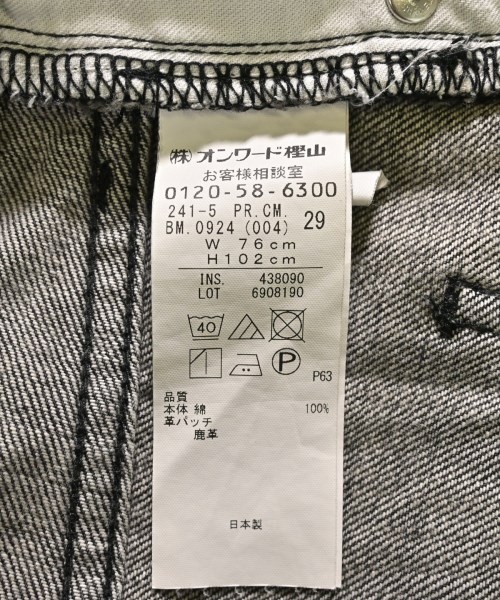 (株)オンワード樫山
お客様相談室
0120-58-6300
241-5 PR.CM.
BM.0924 (004) 29
W 76cm
H 102cm
INS. 438090
LOT 6908190
40
P
P63
品質
本体 綿 100%
革パッチ
鹿革
日本製